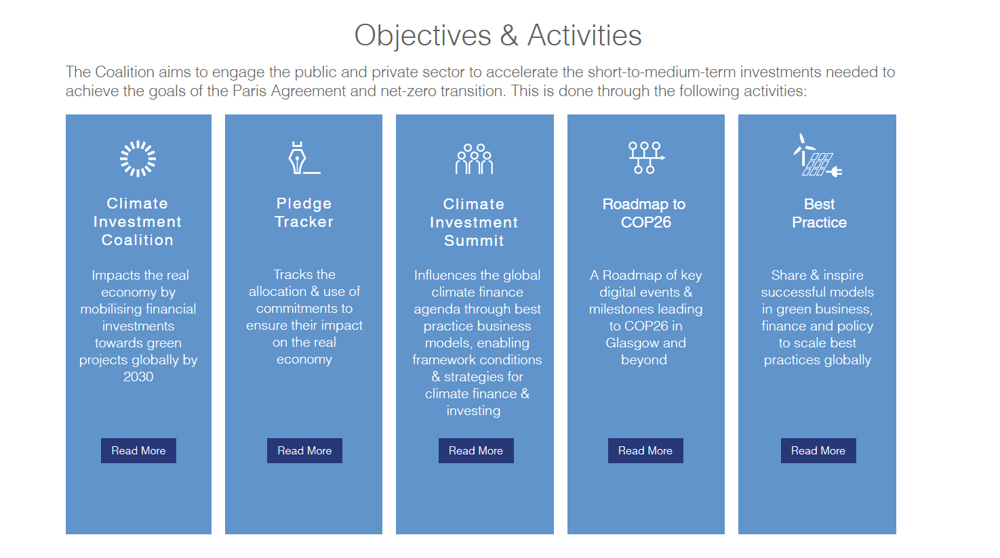 Objectives & Activities
The Coalition aims to engage the public and private sector to accelerate the short-to-medium-term investments needed to
achieve the goals of the Paris Agreement and net-zero transition. This is done through the following activities:
Climate
Investment
Coalition
Impacts the real
economy by
mobilising financial
investments
towards green
projects globally by
2030
Read More
Pledge
Tracker
Tracks the
allocation & use of
commitments to
ensure their impact
on the real
economy
Read More
Climate
Investment
Summit
Influences the global
climate finance
agenda through best
practice business
models, enabling
framework conditions
& strategies for
climate finance &
investing
Read More
Roadmap to
COP26
A Roadmap of key
digital events &
milestones leading
to COP26 in
Glasgow and
beyond
Read More
Best
Practice
Share & inspire
successful models
in green business,
finance and policy
to scale best
practices globally
Read More